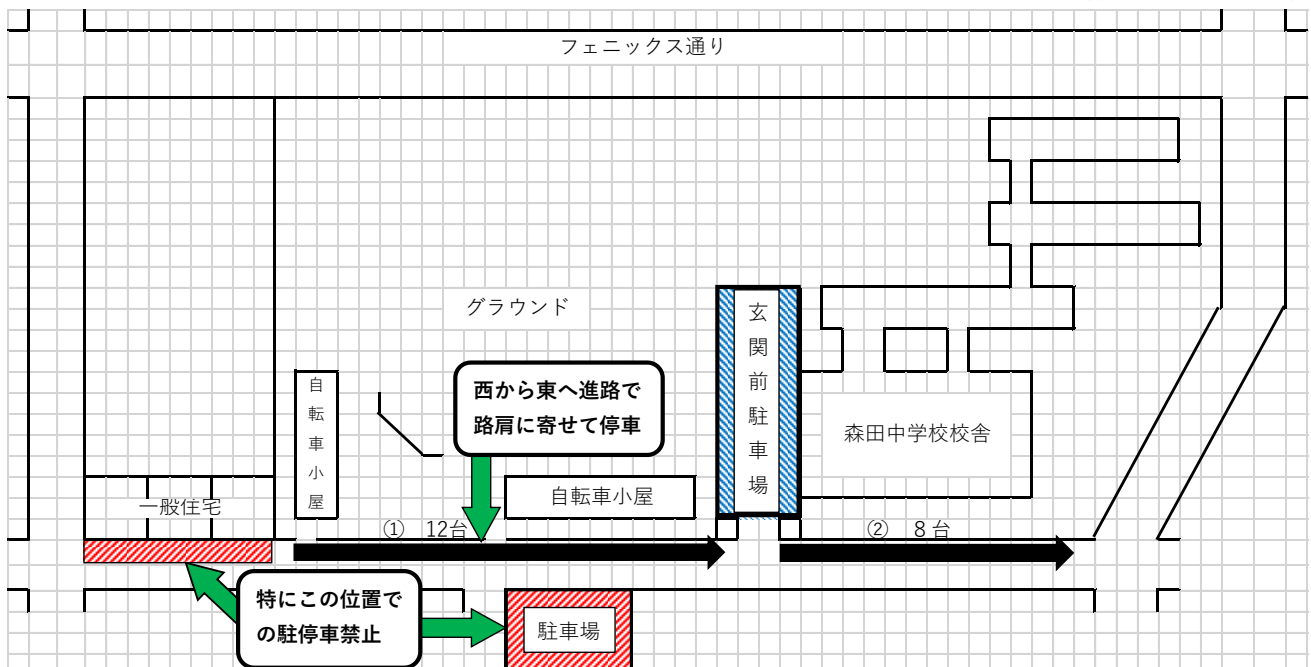 フェニックス通り
グラウンド
玄関前駐車場
自転車小屋
西から東へ進路で
路肩に寄せて停車
森田中学校校舎
自転車小屋
一般住宅
① 12台
② 8台
特にこの位置で
の駐停車禁止
駐車場